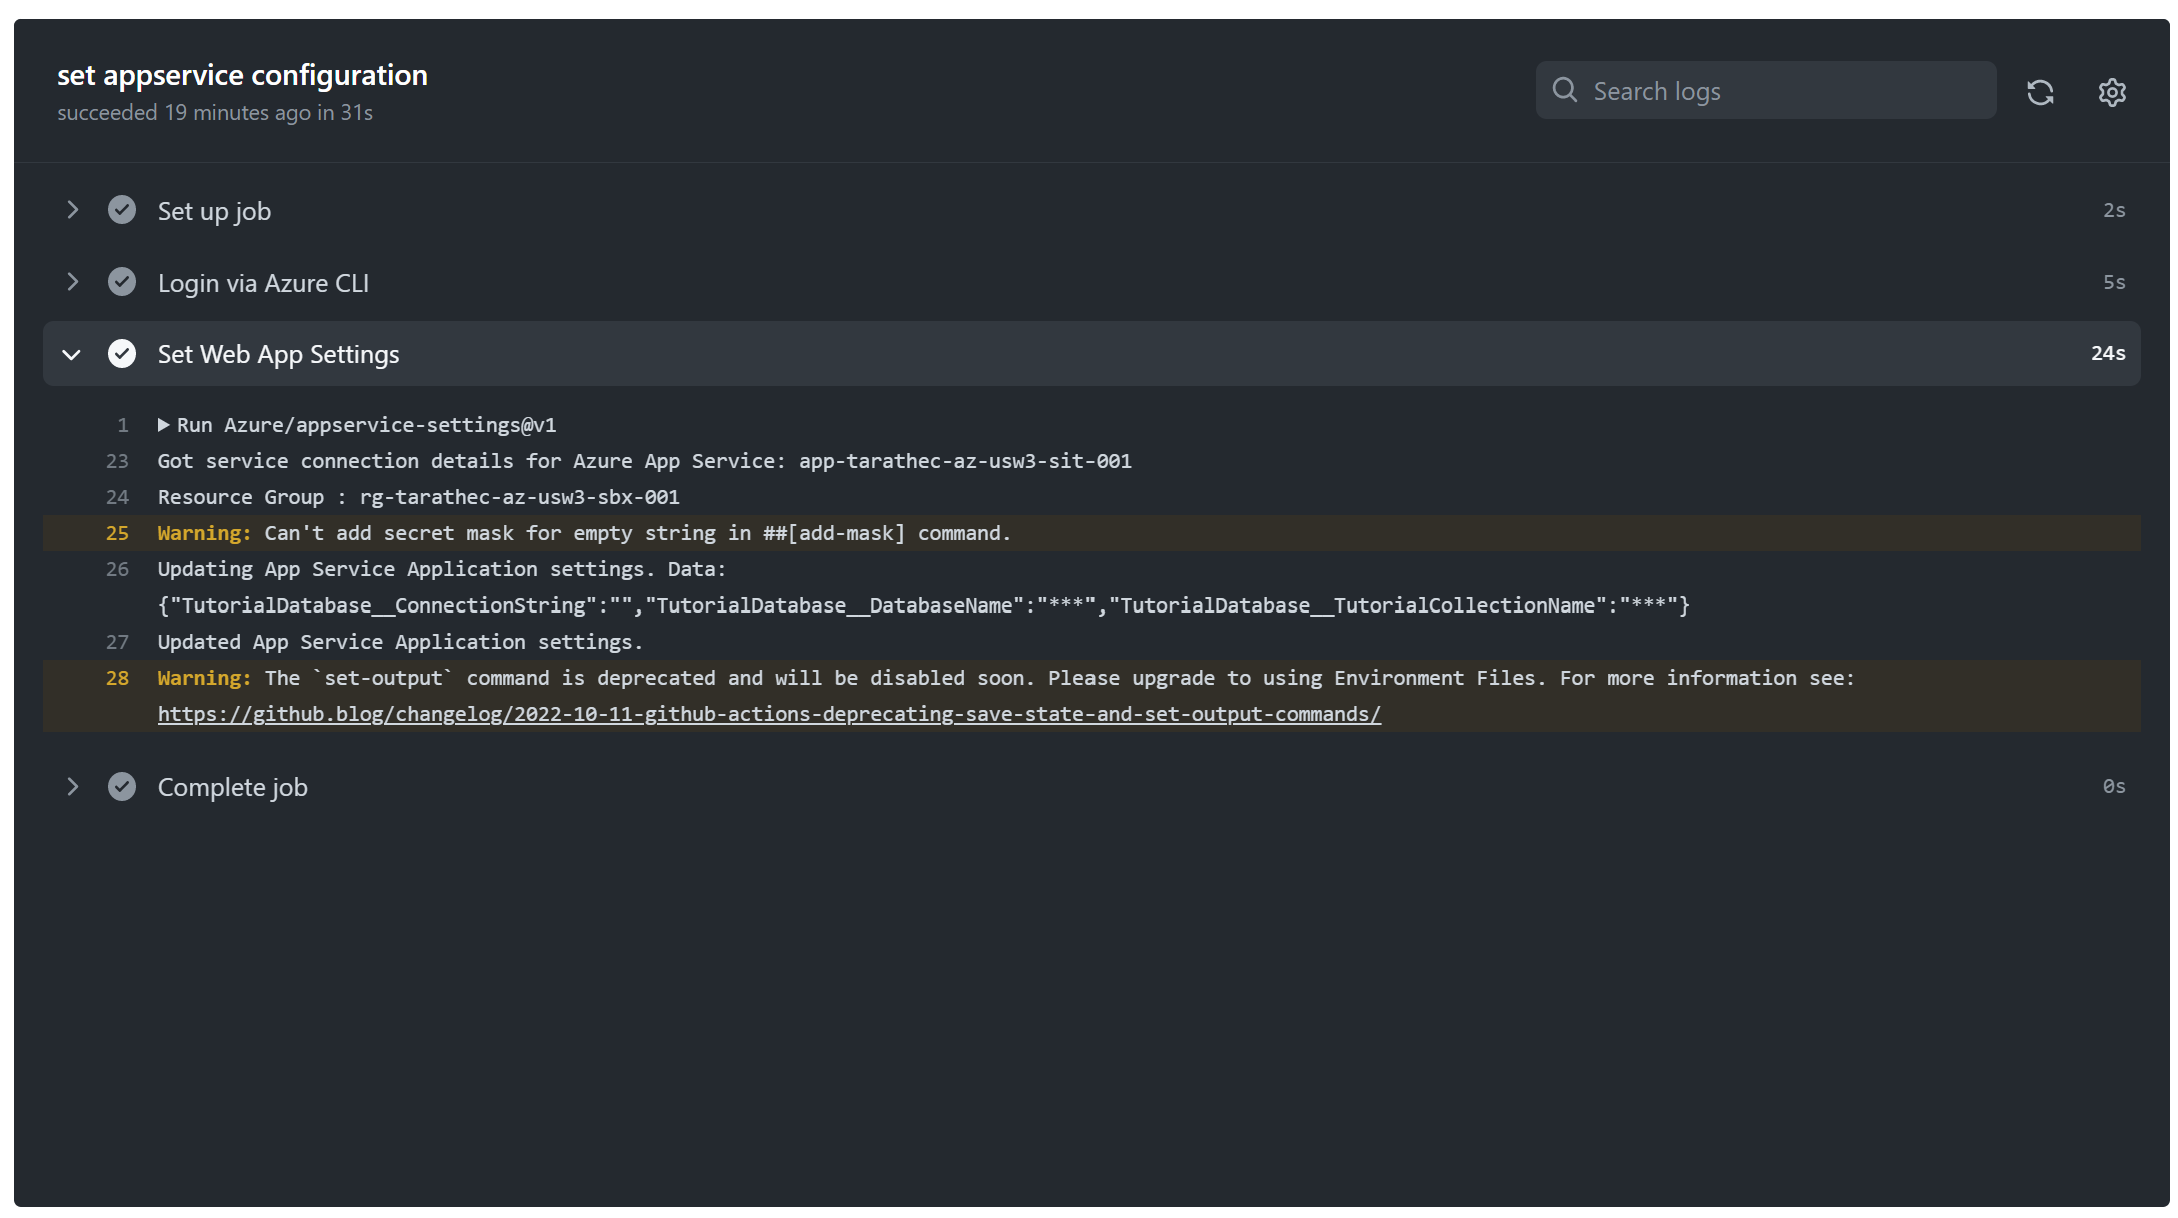 set appservice configuration
succeeded 19 minutes ago in 31s
Search logs
Set up job
2s
Login via Azure CLI
5s
Set Web App Settings
24s
1 Run Azure/appservice-settings@v1
23 Got service connection details for Azure App Service: app-tarathec-az-usw3-sit-001
24 Resource Group : rg-tarathec-az-usw3-sbx-001
25 Warning: Can't add secret mask for empty string in ##[add-mask] command.
26 Updating App Service Application settings. Data:
{"TutorialDatabase__ConnectionString":"","TutorialDatabase__DatabaseName":"***","TutorialDatabase__TutorialCollectionName":"***"}
27 Updated App Service Application settings.
28 Warning: The `set-output` command is deprecated and will be disabled soon. Please upgrade to using Environment Files. For more information see:
https://github.blog/changelog/2022-10-11-github-actions-deprecating-save-state-and-set-output-commands/
Complete job
0s